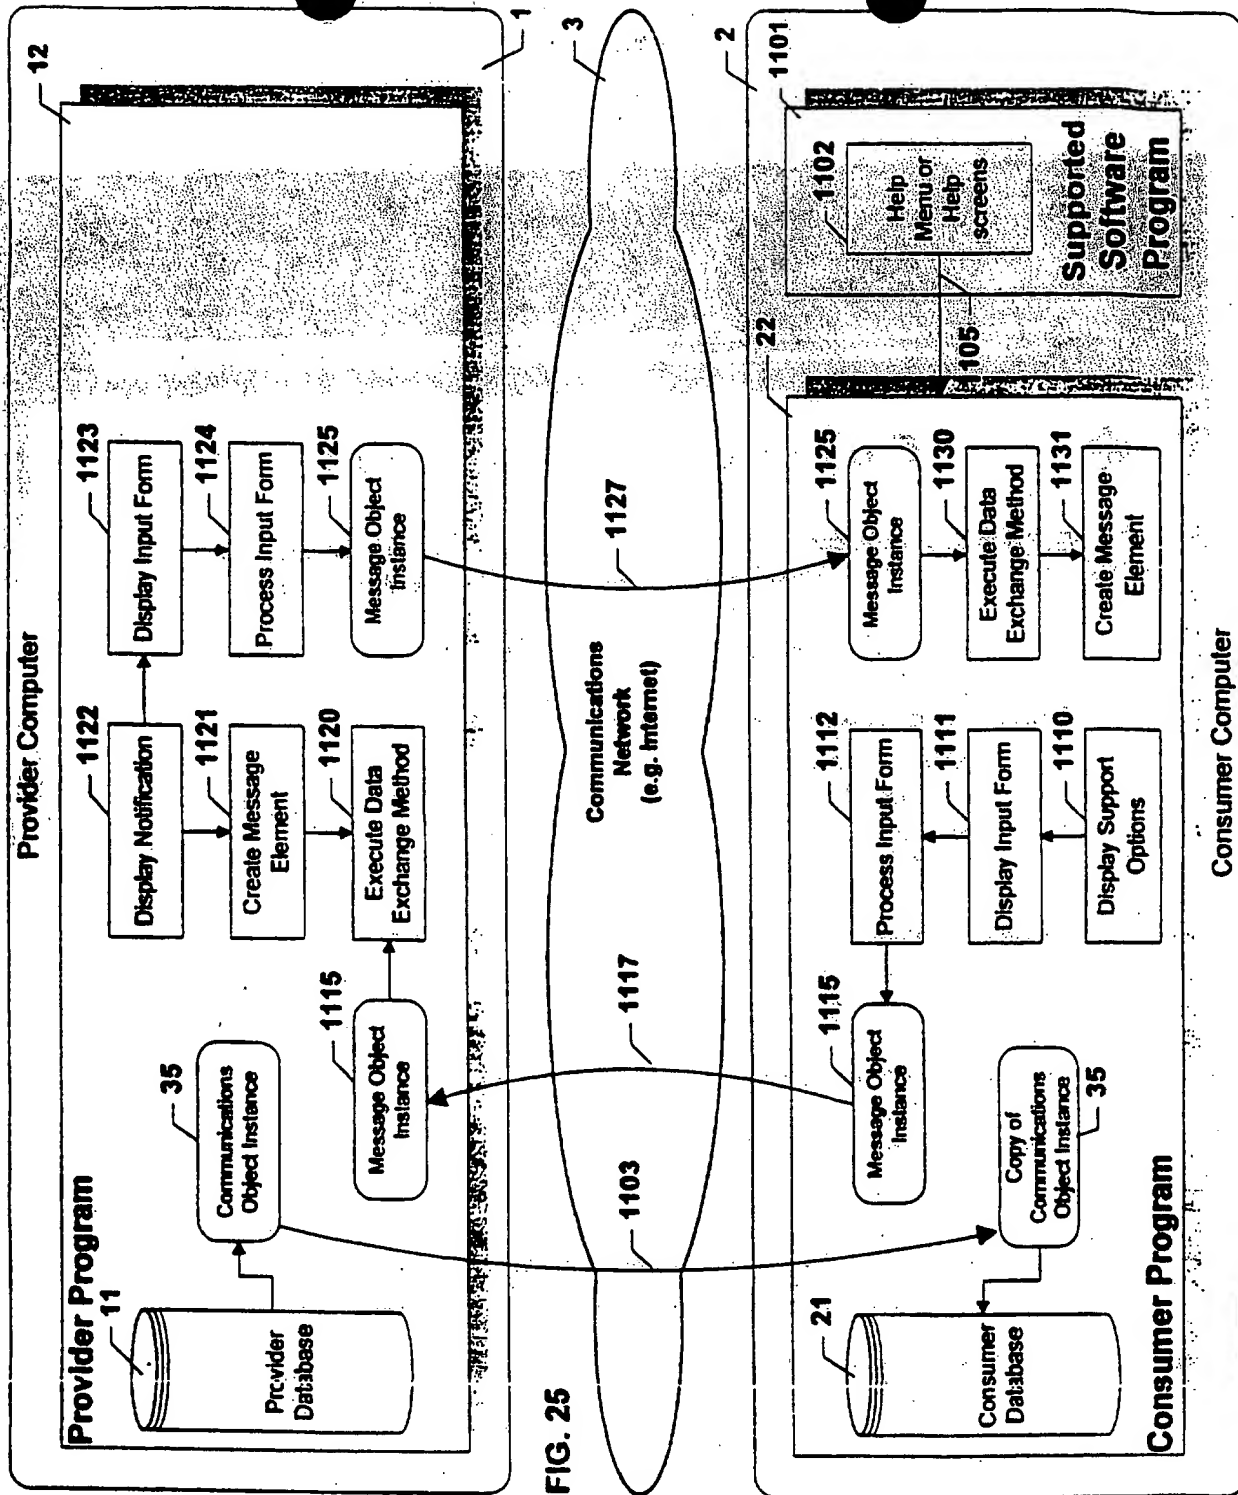 Provider Computer
1
12
Provider Program
11
Provider
Database
35
Communications
Object Instance
1115
Message Object
Instance
1122
Display Notification
1121
Create Message
Element
1120
Execute Data
Exchange Method
1123
Display Input Form
1124
Process Input Form
1125
Message Object
Instance
3
Communications
Network
(e.g. Internet)
1103
1117
1127
FIG. 25
2
22
1101
1102
Help
Menu or
Help
screens
Supported
Software
Program
105
1115
Message Object
Instance
1112
Process Input Form
1111
Display Input Form
1110
Display Support
Options
1125
Message Object
Instance
1130
Execute Data
Exchange Method
1131
Create Message
Element
21
Consumer
Database
Copy of
Communications
Object Instance
35
Consumer Program
Consumer Computer